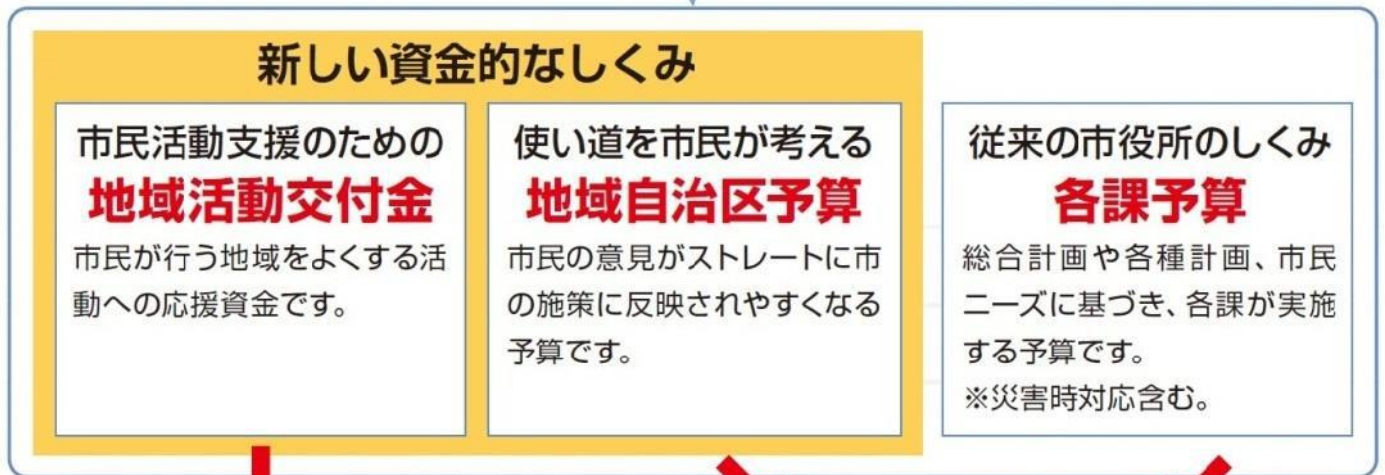 新しい資金的なしくみ
市民活動支援のための
地域活動交付金
市民が行う地域をよくする活
動への応援資金です。
使い道を市民が考える
地域自治区予算
市民の意見がストレートに市
の施策に反映されやすくなる
予算です。
従来の市役所のしくみ
各課予算
総合計画や各種計画、市民
ニーズに基づき、各課が実施
する予算です。
※災害時対応含む。